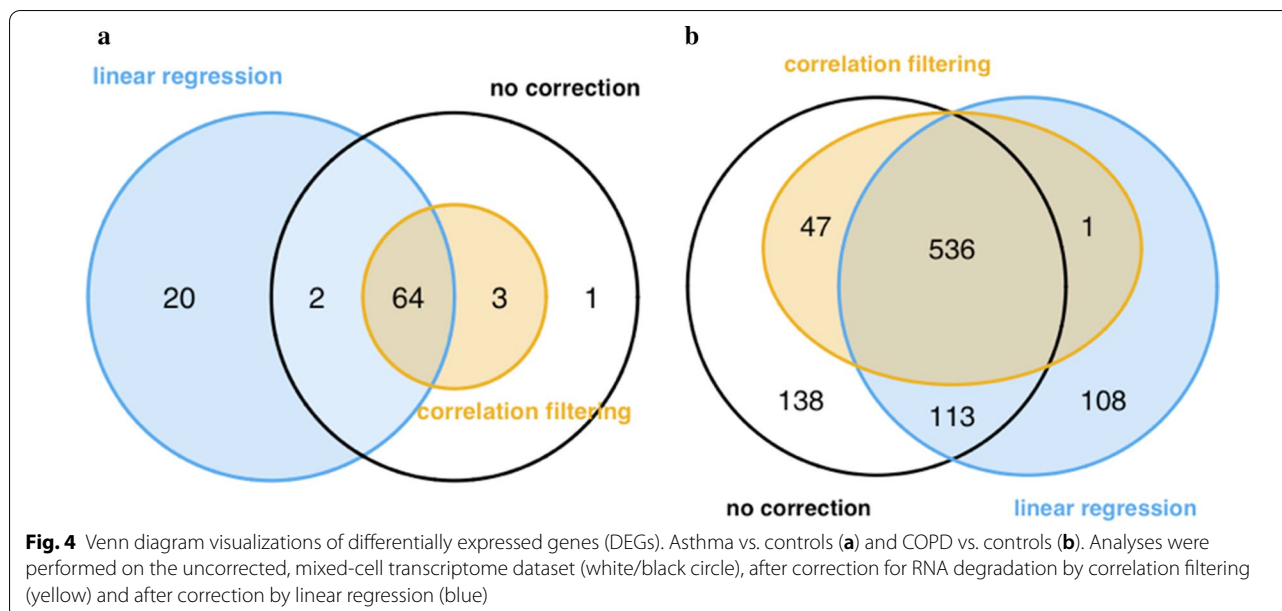 a
b
linear regression
correlation filtering
no correction
20
2
64
3
1
correlation filtering
47
536
1
138
113
108
no correction
linear regression
Fig. 4 Venn diagram visualizations of differentially expressed genes (DEGs). Asthma vs. controls (a) and COPD vs. controls (b). Analyses were
performed on the uncorrected, mixed-cell transcriptome dataset (white/black circle), after correction for RNA degradation by correlation filtering
(yellow) and after correction by linear regression (blue)